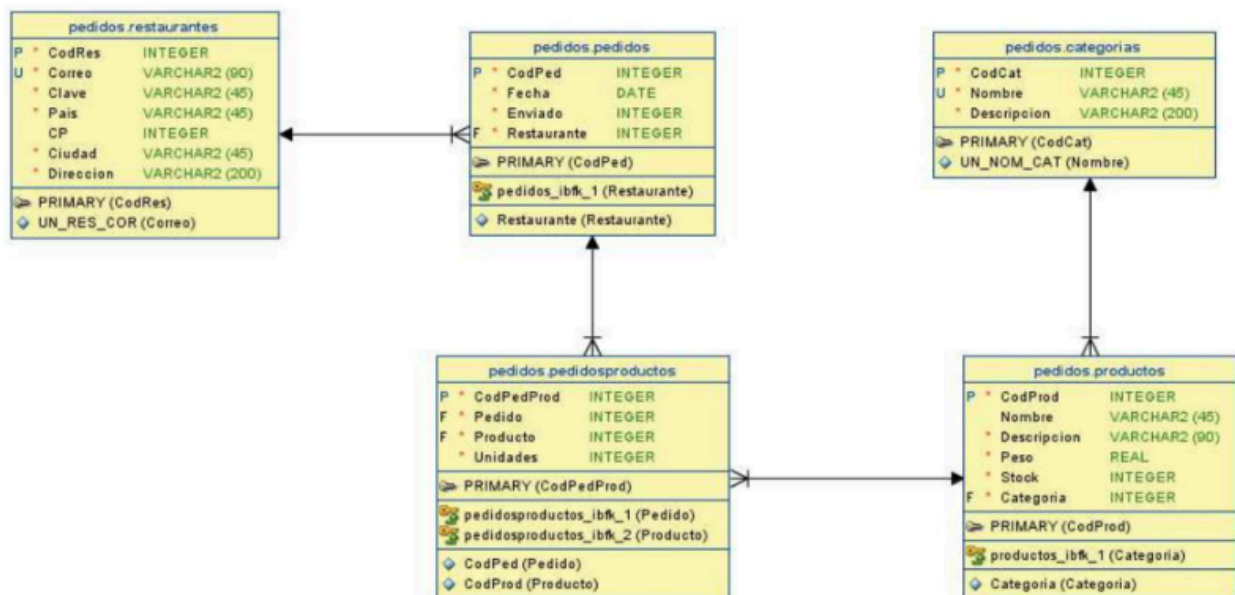 pedidos.restaurantes
P * CodRes INTEGER
U * Correo VARCHAR2 (90)
* Clave VARCHAR2 (45)
* Pais VARCHAR2 (45)
CP INTEGER
* Ciudad VARCHAR2 (45)
* Direccion VARCHAR2 (200)
PRIMARY (CodRes)
UN_RES_COR (Correo)
pedidos.pedidos
P * CodPed INTEGER
* Fecha DATE
* Enviado INTEGER
F * Restaurante INTEGER
PRIMARY (CodPed)
pedidos_ibfk_1 (Restaurante)
Restaurante (Restaurante)
pedidos.categorias
P * CodCat INTEGER
U * Nombre VARCHAR2 (45)
* Descripcion VARCHAR2 (200)
PRIMARY (CodCat)
UN_NOM_CAT (Nombre)
pedidos.pedidosproductos
P * CodPedProd INTEGER
F * Pedido INTEGER
F * Producto INTEGER
* Unidades INTEGER
PRIMARY (CodPedProd)
pedidosproductos_ibfk_1 (Pedido)
pedidosproductos_ibfk_2 (Producto)
CodPed (Pedido)
CodProd (Producto)
pedidos.productos
P * CodProd INTEGER
Nombre VARCHAR2 (45)
* Descripcion VARCHAR2 (90)
* Peso REAL
* Stock INTEGER
F * Categoria INTEGER
PRIMARY (CodProd)
productos_ibfk_1 (Categoria)
Categoria (Categoria)